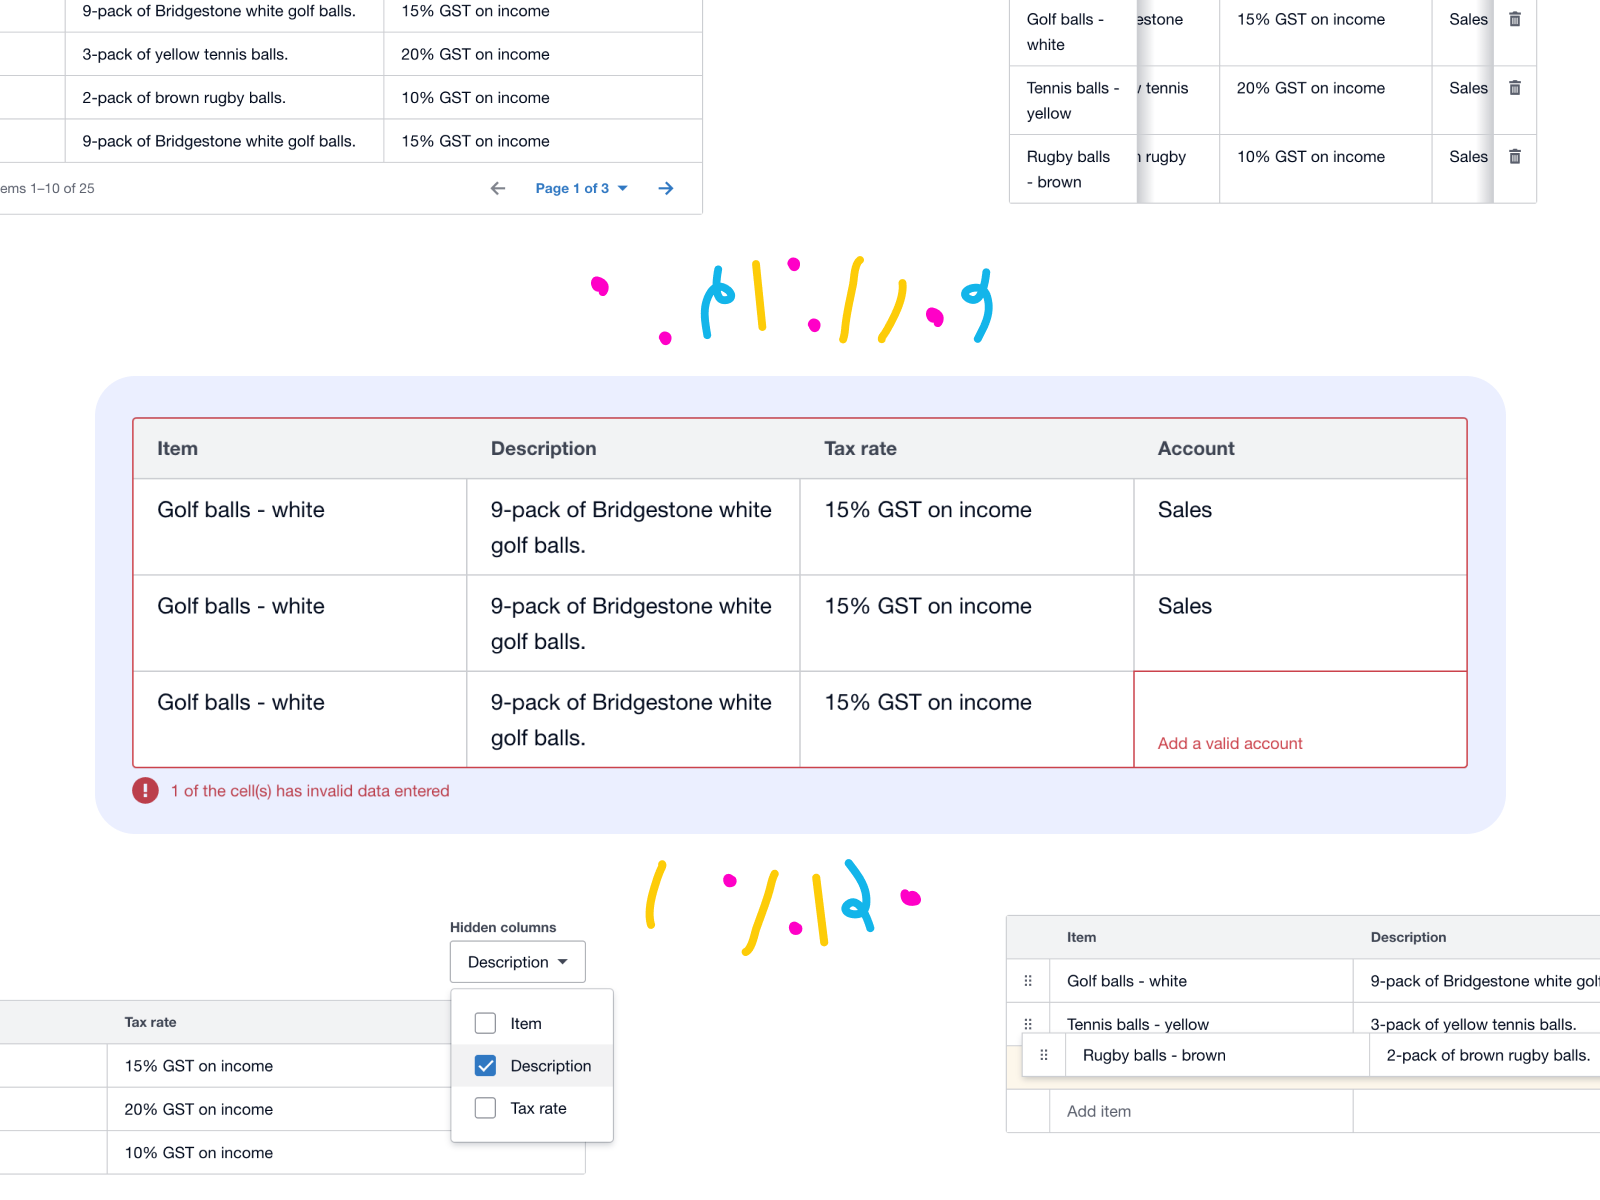 9-pack of Bridgestone white golf balls. 15% GST on income
3-pack of yellow tennis balls. 20% GST on income
2-pack of brown rugby balls. 10% GST on income
9-pack of Bridgestone white golf balls. 15% GST on income
ems 1–10 of 25 Page 1 of 3
Golf balls - estone 15% GST on income Sales
white
Tennis balls - tennis 20% GST on income Sales
yellow
Rugby balls rugby 10% GST on income Sales
- brown
Item Description Tax rate Account
Golf balls - white 9-pack of Bridgestone white 15% GST on income Sales
golf balls.
Golf balls - white 9-pack of Bridgestone white 15% GST on income Sales
golf balls.
Golf balls - white 9-pack of Bridgestone white 15% GST on income
golf balls. Add a valid account
1 of the cell(s) has invalid data entered
Hidden columns
Description
Item
Description
Tax rate
Tax rate
15% GST on income
20% GST on income
10% GST on income
Item Description
Golf balls - white 9-pack of Bridgestone white golf
Tennis balls - yellow 3-pack of yellow tennis balls.
Rugby balls - brown 2-pack of brown rugby balls.
Add item